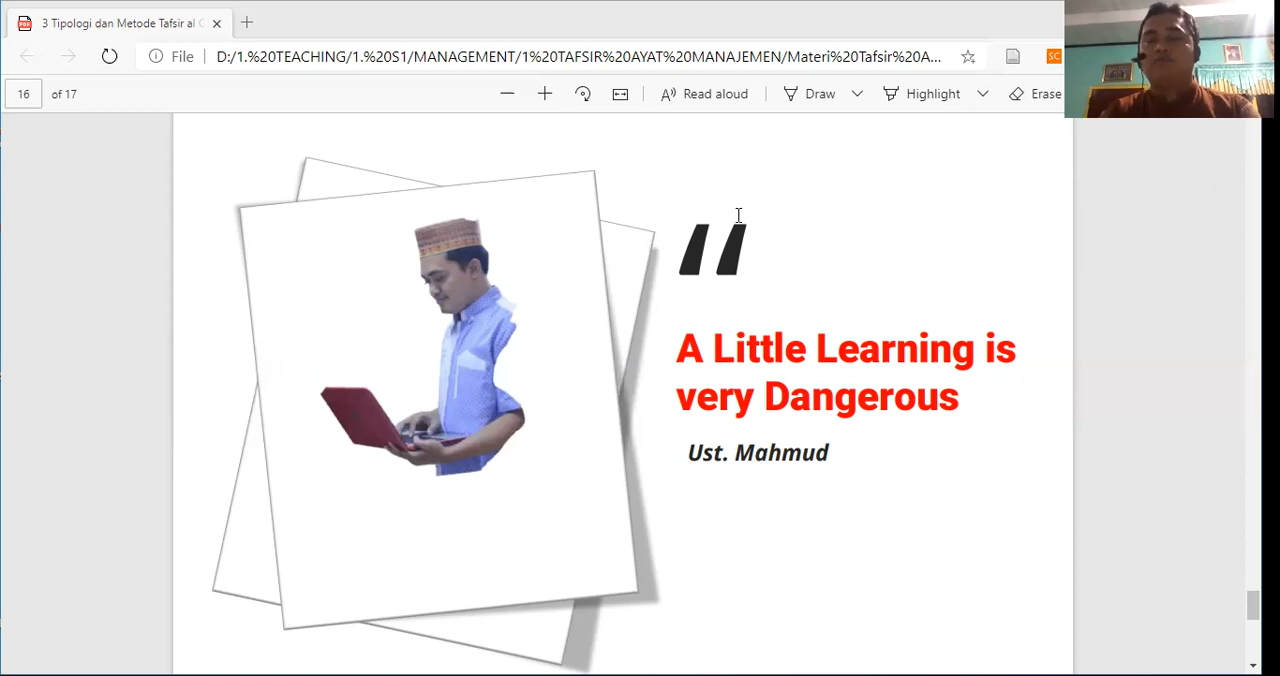 3 Tipologi dan Metode Tafsir al
File
D:/1.%20TEACHING/1.%20S1/MANAGEMENT/1%20TAFSIR%20AYAT%20MANAJEMEN/Materi%20Tafsir%20A...
16 of 17
Read aloud
Draw
Highlight
Erase
“
A Little Learning is
very Dangerous
Ust. Mahmud